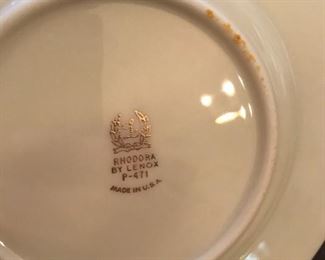 L
RHODORA
BY LENOX
P-471
MADE IN U.S.A.